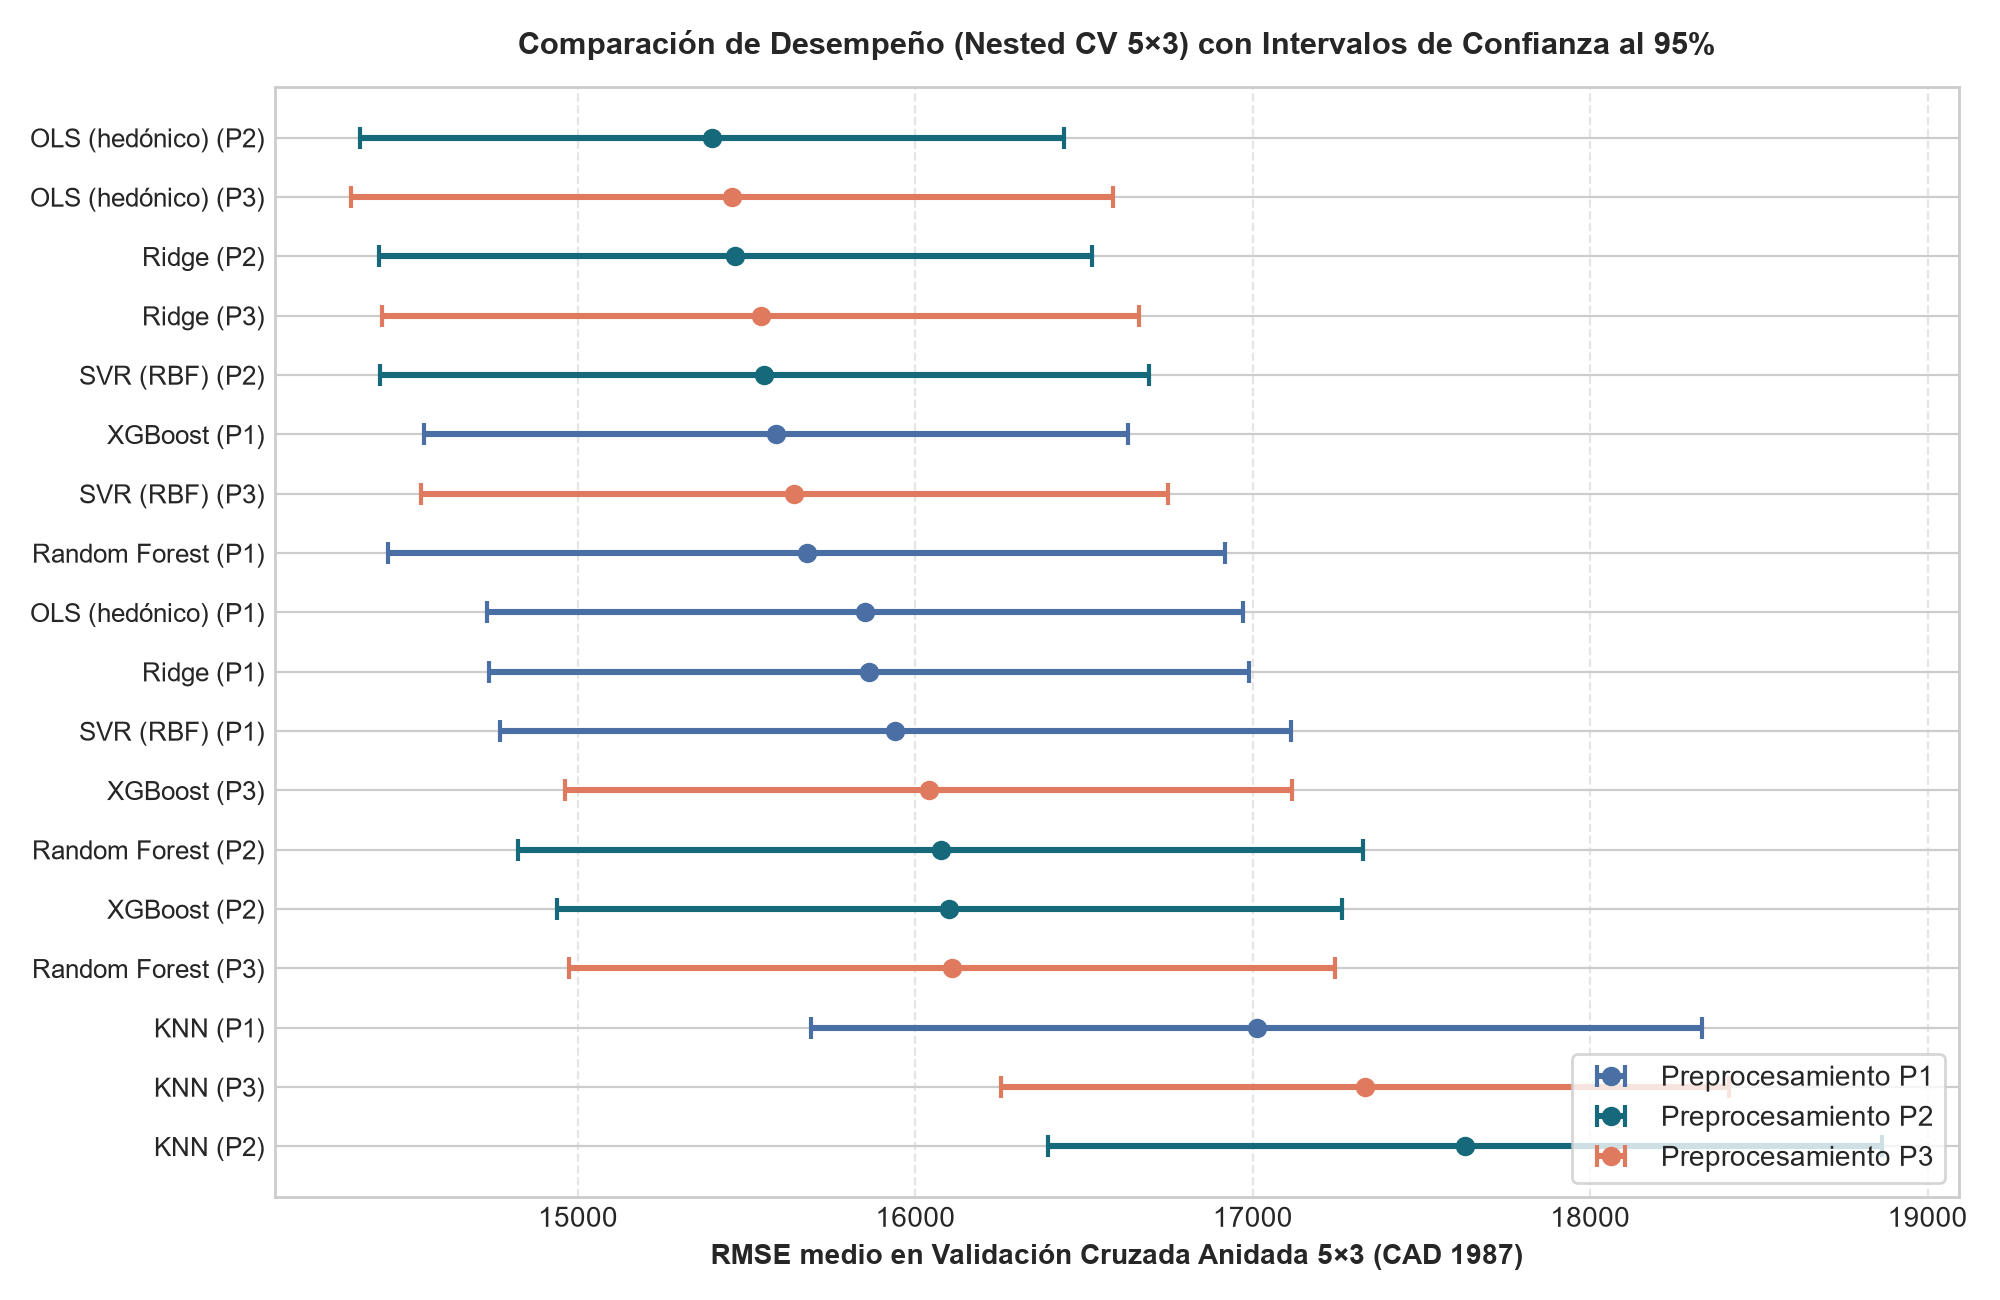 Comparación de Desempeño (Nested CV 5×3) con Intervalos de Confianza al 95%
OLS (hedónico) (P2)
OLS (hedónico) (P3)
Ridge (P2)
Ridge (P3)
SVR (RBF) (P2)
XGBoost (P1)
SVR (RBF) (P3)
Random Forest (P1)
OLS (hedónico) (P1)
Ridge (P1)
SVR (RBF) (P1)
XGBoost (P3)
Random Forest (P2)
XGBoost (P2)
Random Forest (P3)
KNN (P1)
KNN (P3)
KNN (P2)
Preprocesamiento P1
Preprocesamiento P2
Preprocesamiento P3
15000 16000 17000 18000 19000
RMSE medio en Validación Cruzada Anidada 5×3 (CAD 1987)